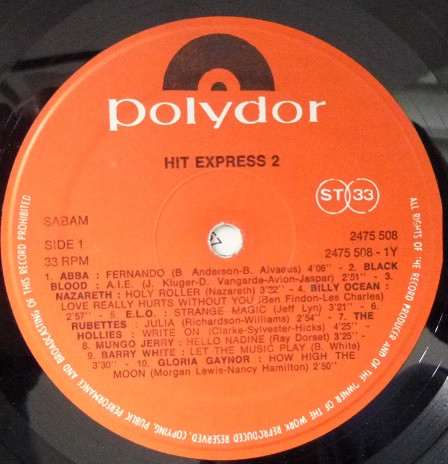 polydor
HIT EXPRESS 2
ST 33
SABAM
SIDE 1
33 RPM
2475 508
2475 508 - 1Y
1. ABBA : FERNANDO (B. Anderson-B. Alvaeus) 4'06" - 2. BLACK
BLOOD : A.I.E. (J. Kluger-D. Vangarde-Avion-Jaspar) 3'21" - 3.
NAZARETH : HOLY ROLLER (Nazareth) 3'22" - 4. BILLY OCEAN :
LOVE REALLY HURTS WITHOUT YOU (Ben Findon-Les Charles)
2'57" - 5. E.L.O. : STRANGE MAGIC (Jeff Lyn) - 6.
RUBETTES : JULIA (Richardson-Williams) 2'54" - 7. THE
HOLLIES : WRITE ON (Clarke-Sylvester-Hicks) 4'25"
8. MUNGO JERRY : HELLO NADINE (Ray Dorset) 3'25"
9. BARRY WHITE : LET THE MUSIC PLAY (B. White)
3'30" - 10. GLORIA GAYNOR : HOW HIGH THE
MOON (Morgan Lewis-Nancy Hamilton) 2'50"
ALL RIGHTS OF THE RECORD PRODUCER AND OF THE OWNER OF THE WORK REPRODUCED RESERVED. COPYING, PUBLIC PERFORMANCE AND BROADCASTING OF THIS RECORD PROHIBITED